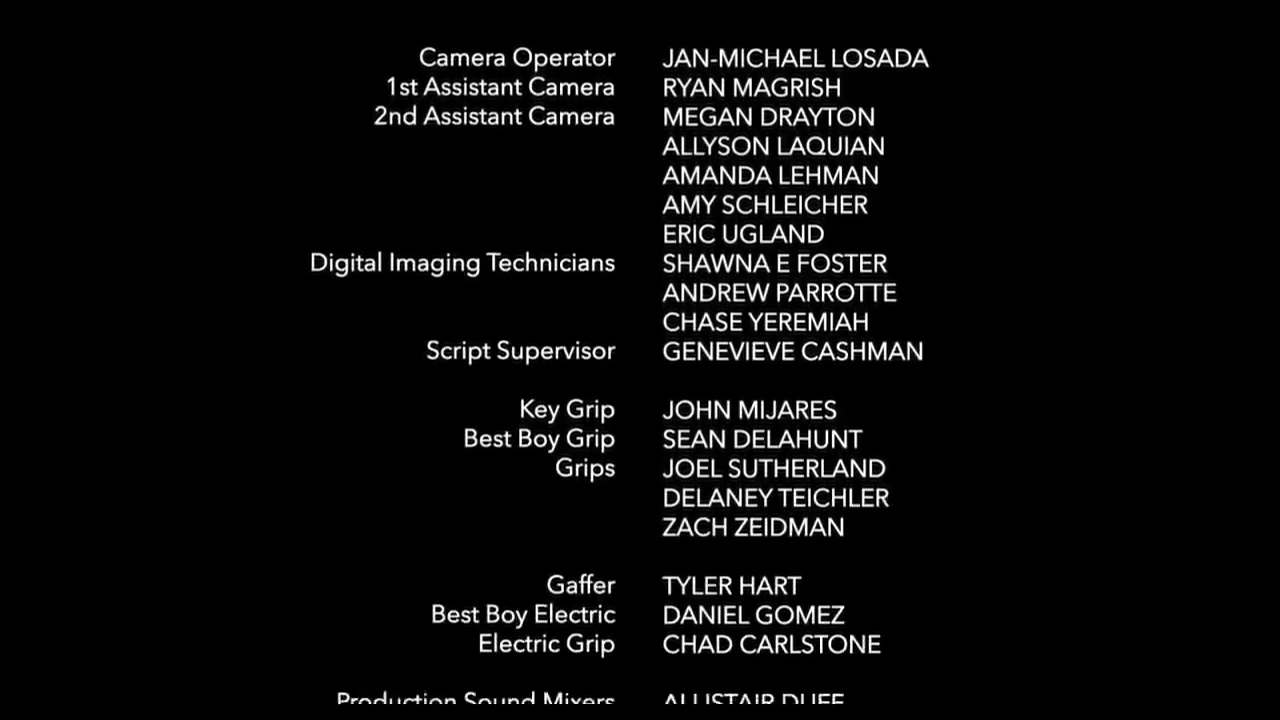 Camera Operator JAN-MICHAEL LOSADA
1st Assistant Camera RYAN MAGRISH
2nd Assistant Camera MEGAN DRAYTON
ALLYSON LAQUIAN
AMANDA LEHMAN
AMY SCHLEICHER
ERIC UGLAND
Digital Imaging Technicians SHAWNA E FOSTER
ANDREW PARROTTE
CHASE YEREMIAH
Script Supervisor GENEVIEVE CASHMAN
Key Grip JOHN MIJARES
Best Boy Grip SEAN DELAHUNT
Grips JOEL SUTHERLAND
DELANEY TEICHLER
ZACH ZEIDMAN
Gaffer TYLER HART
Best Boy Electric DANIEL GOMEZ
Electric Grip CHAD CARLSTONE
Production Sound Mixers